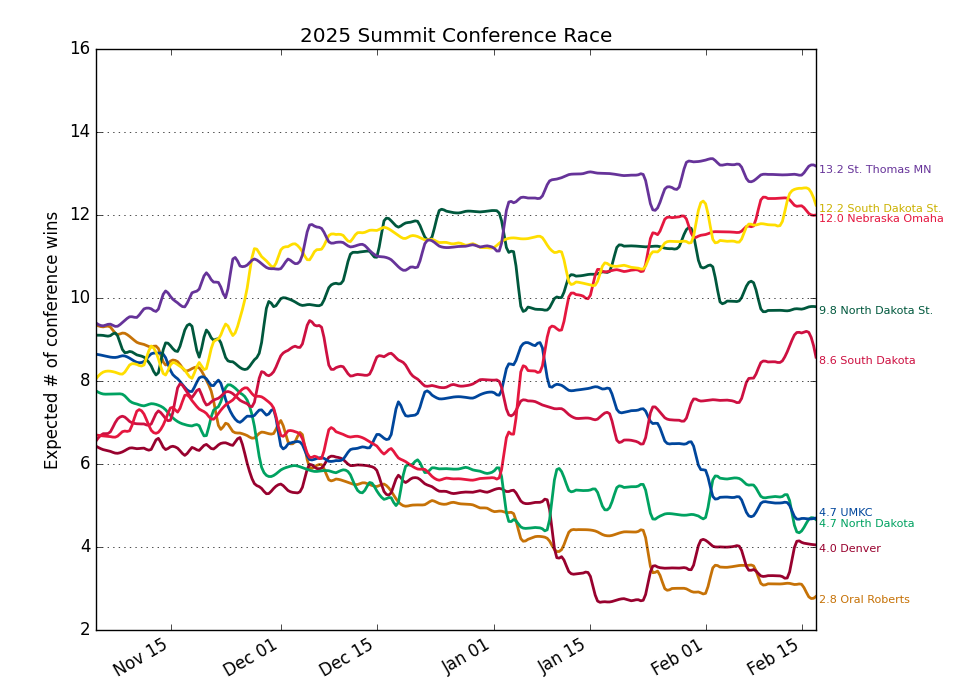 2025 Summit Conference Race
Expected # of conference wins
16
14
12
10
8
6
4
2
13.2 St. Thomas MN
12.2 South Dakota St.
12.0 Nebraska Omaha
9.8 North Dakota St.
8.6 South Dakota
4.7 UMKC
4.7 North Dakota
4.0 Denver
2.8 Oral Roberts
Nov 15
Dec 01
Dec 15
Jan 01
Jan 15
Feb 01
Feb 15